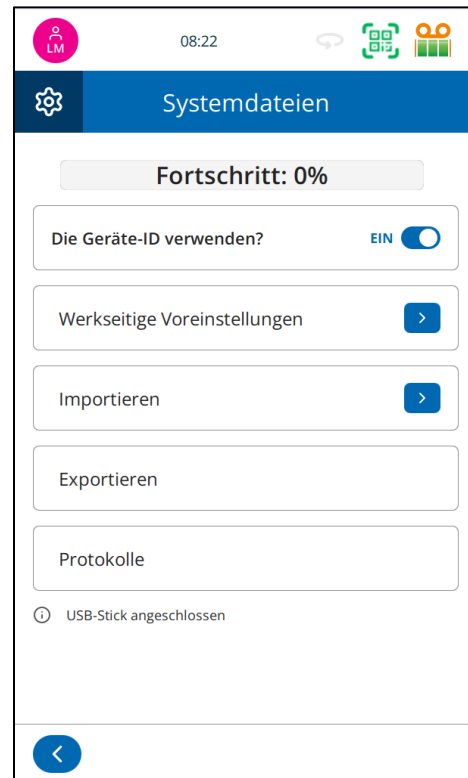 LM
08:22
Systemdateien
Fortschritt: 0%
Die Geräte-ID verwenden?
EIN
Werkseitige Voreinstellungen
Importieren
Exportieren
Protokolle
USB-Stick angeschlossen